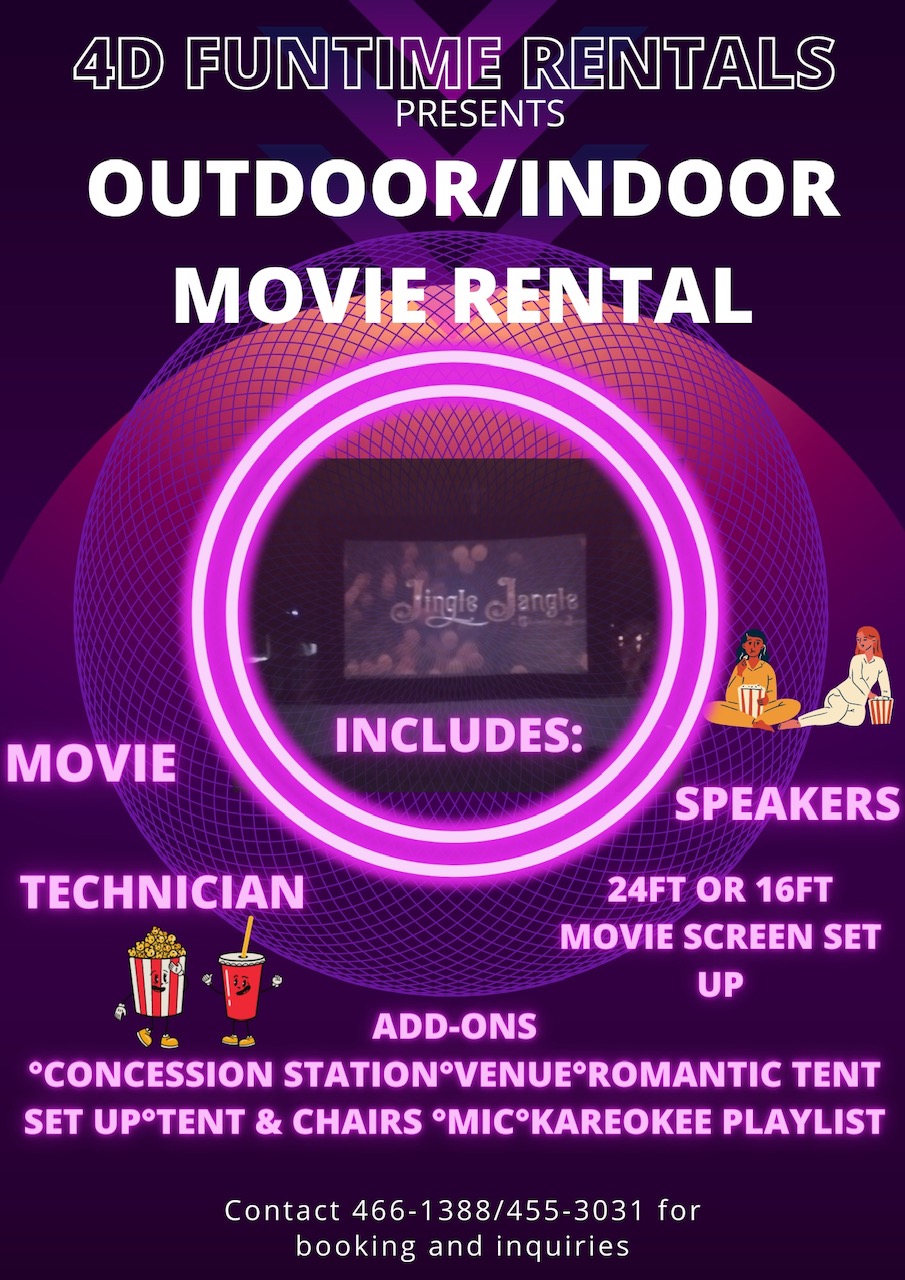 4D FUNTIME RENTALS
PRESENTS
OUTDOOR/INDOOR
MOVIE RENTAL
Jingle Jangle
INCLUDES:
MOVIE
SPEAKERS
TECHNICIAN
24FT OR 16FT
MOVIE SCREEN SET
UP
ADD-ONS
°CONCESSION STATION°VENUE°ROMANTIC TENT
SET UP°TENT & CHAIRS °MIC°KAREOKEE PLAYLIST
Contact 466-1388/455-3031 for
booking and inquiries